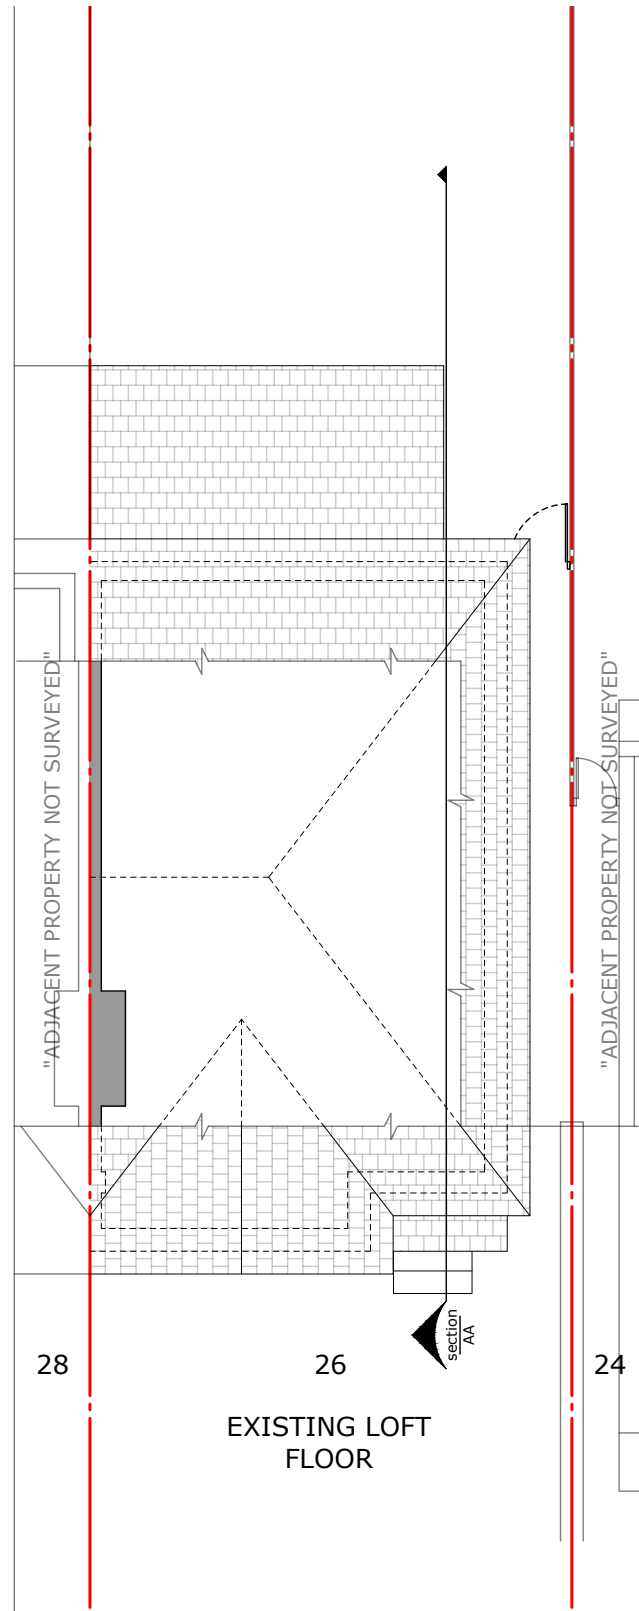 "ADJACENT PROPERTY NOT SURVEYED"
"ADJACENT PROPERTY NOT SURVEYED"
section
AA
28
26
24
EXISTING LOFT
FLOOR